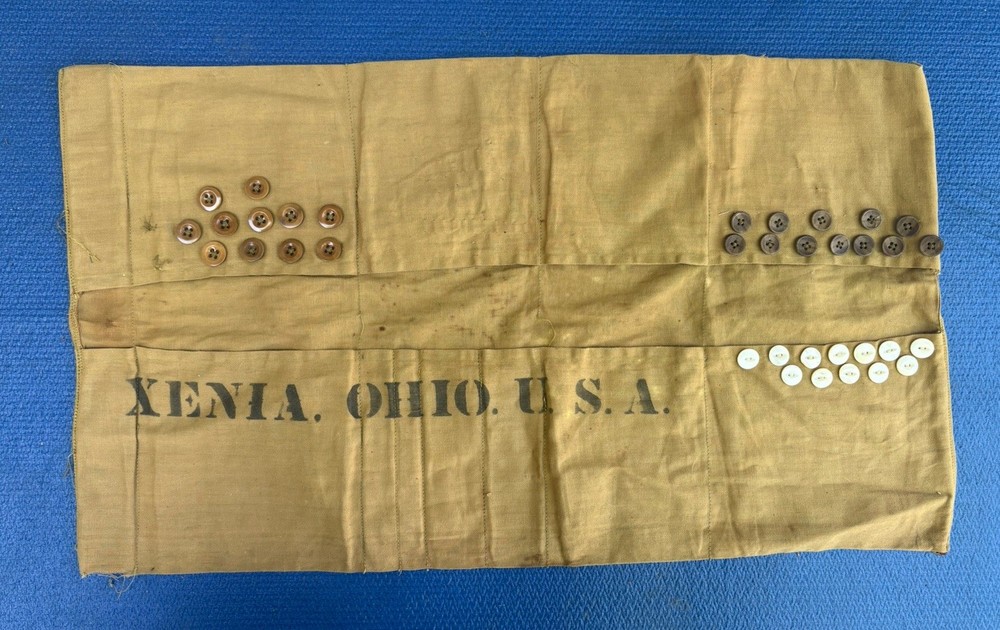 XENIA. OHIO. U. S. A.